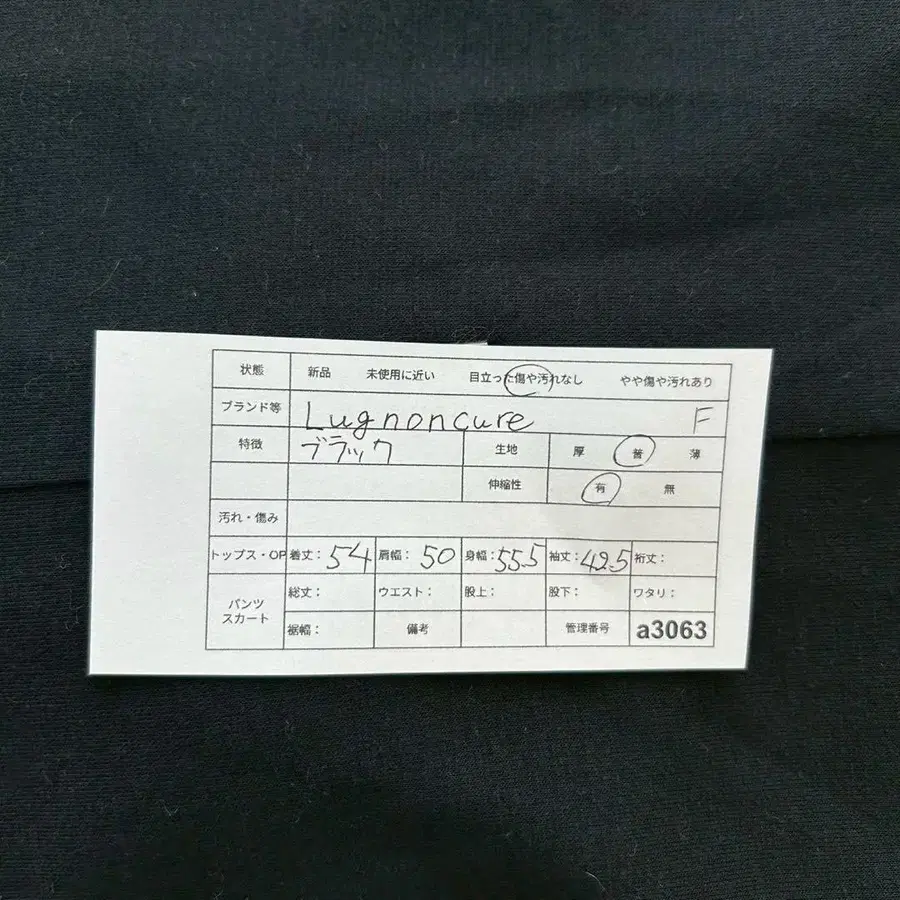 状態 新品 未使用に近い 目立った傷や汚れなし やや傷や汚れあり
ブランド等 Lugnoncure F
特徴 ブラック 生地 厚 普 薄
伸縮性 有 無
汚れ・傷み
トップス・OP 着丈：54 肩幅：50 身幅：55.5 袖丈：42.5 裄丈：
パンツ スカート 総丈： ウエスト： 股上： 股下： ワタリ：
裾幅： 備考 管理番号 a3063